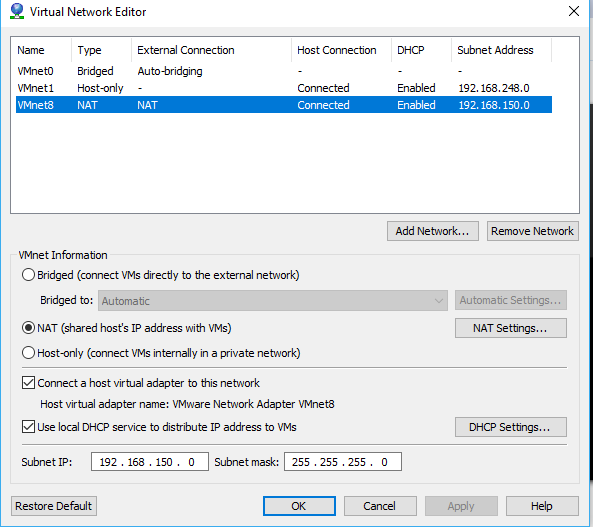 Virtual Network Editor
Name Type External Connection Host Connection DHCP Subnet Address
VMnet0 Bridged Auto-bridging - - -
VMnet1 Host-only - Connected Enabled 192.168.248.0
VMnet8 NAT NAT Connected Enabled 192.168.150.0
Add Network... Remove Network
VMnet Information
Bridged (connect VMs directly to the external network)
Bridged to: Automatic Automatic Settings...
NAT (shared host's IP address with VMs) NAT Settings...
Host-only (connect VMs internally in a private network)
Connect a host virtual adapter to this network
Host virtual adapter name: VMware Network Adapter VMnet8
Use local DHCP service to distribute IP address to VMs DHCP Settings...
Subnet IP: 192 . 168 . 150 . 0 Subnet mask: 255 . 255 . 255 . 0
Restore Default OK Cancel Apply Help